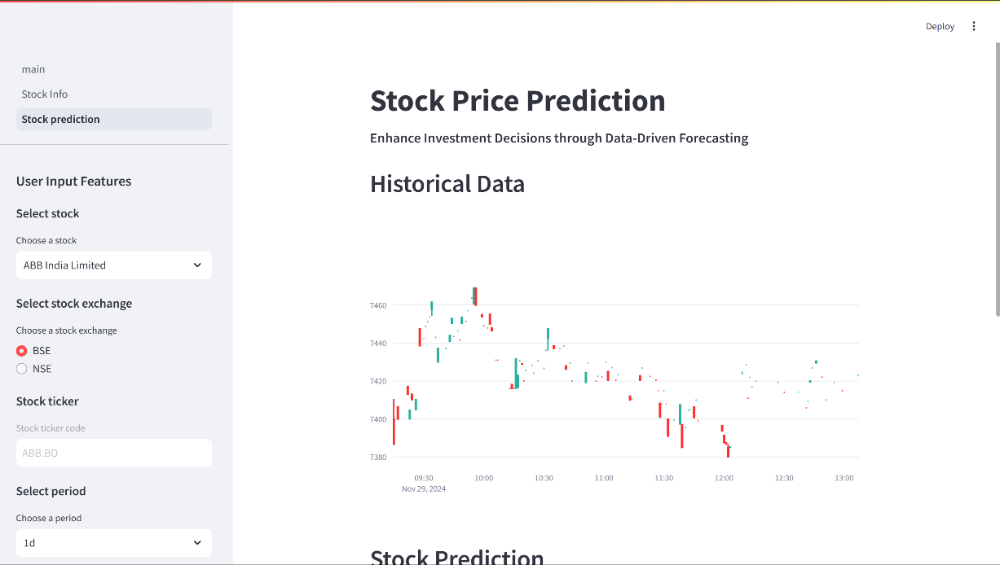 Deploy
main
Stock Info
Stock prediction
User Input Features
Select stock
Choose a stock
ABB India Limited
Select stock exchange
Choose a stock exchange
BSE
NSE
Stock ticker
Stock ticker code
ABB.BO
Select period
Choose a period
1d
Stock Price Prediction
Enhance Investment Decisions through Data-Driven Forecasting
Historical Data
7460
7440
7420
7400
7380
09:30 10:00 10:30 11:00 11:30 12:00 12:30 13:00
Nov 29, 2024
Stock Prediction